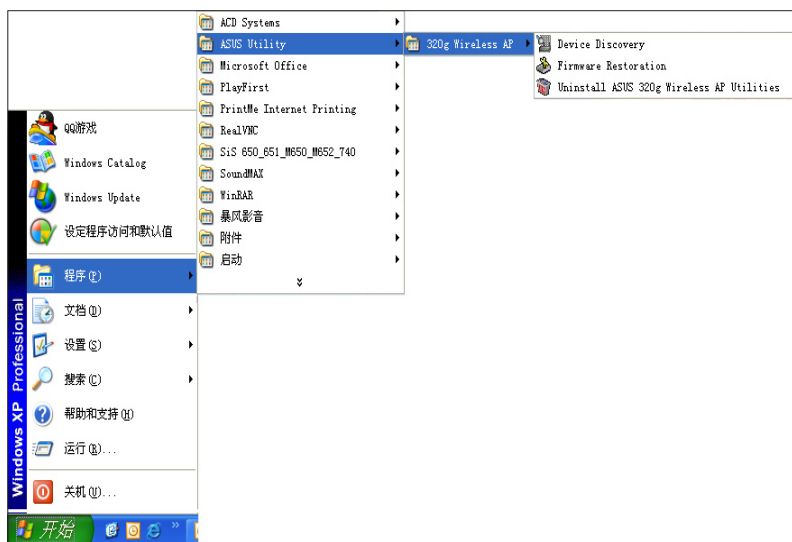 ACD Systems
ASUS Utility
Microsoft Office
PlayFirst
PrintMe Internet Printing
RealVNC
SiS 650_651_M650_M652_740
SoundMAX
WinRAR
暴风影音
附件
启动
320g Wireless AP
Device Discovery
Firmware Restoration
Uninstall ASUS 320g Wireless AP Utilities
QQ游戏
Windows Catalog
Windows Update
设定程序访问和默认值
程序(P)
文档(D)
设置(S)
搜索(C)
帮助和支持(H)
运行(R)...
关机(U)...
Windows XP Professional
开始